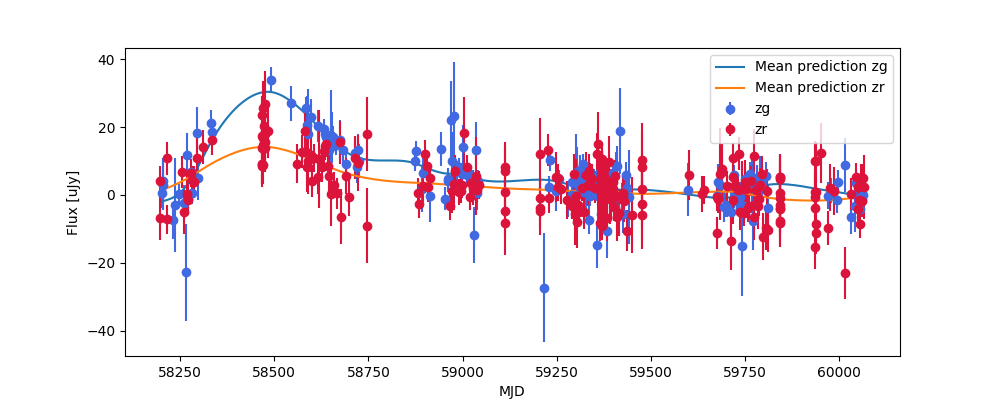 40
20
0
−20
−40
Flux [uJy]
58250
58500
58750
59000
59250
59500
59750
60000
MJD
Mean prediction zg
Mean prediction zr
zg
zr